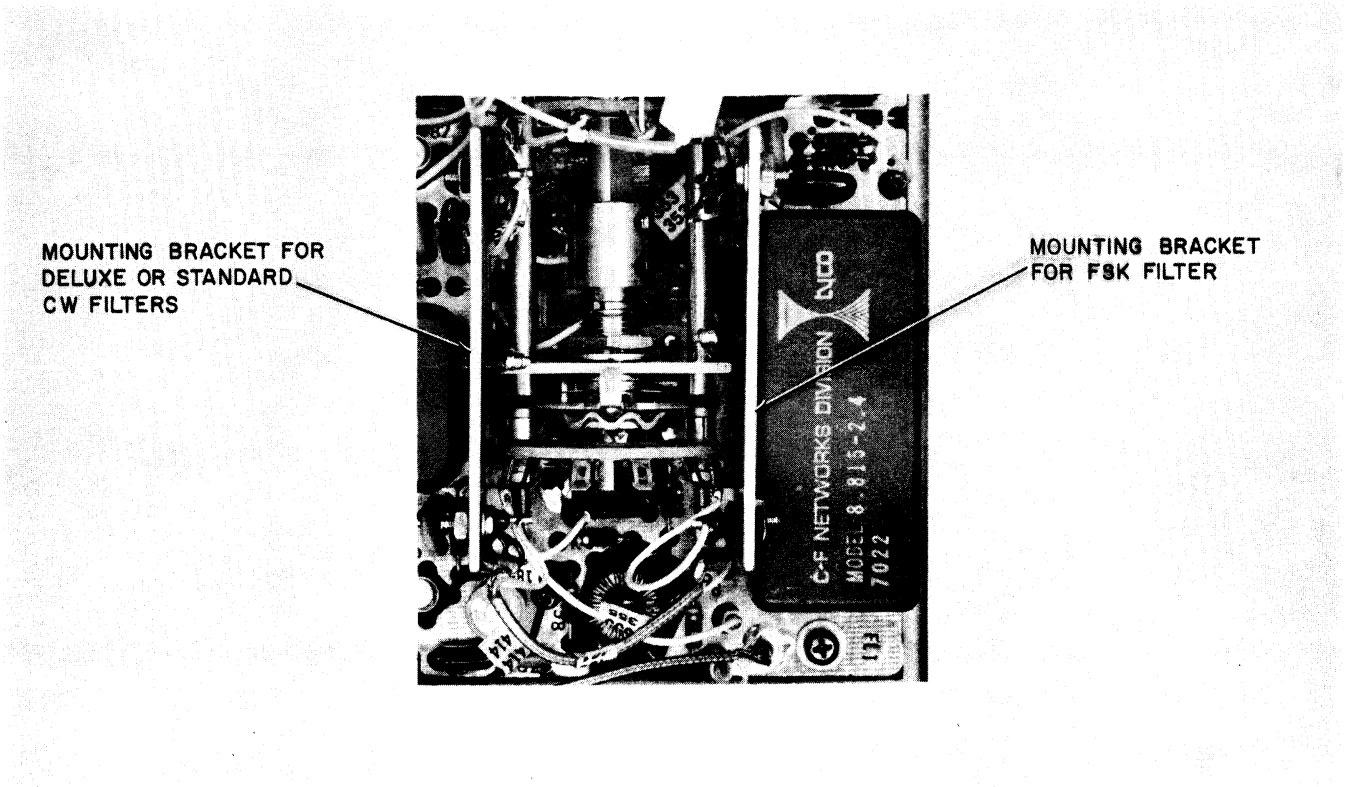 MOUNTING BRACKET FOR
DELUXE OR STANDARD
CW FILTERS
MOUNTING BRACKET
FOR FSK FILTER
C-F NETWORKS DIVISION
MODEL 8.815-2.4
7022
FL1
414